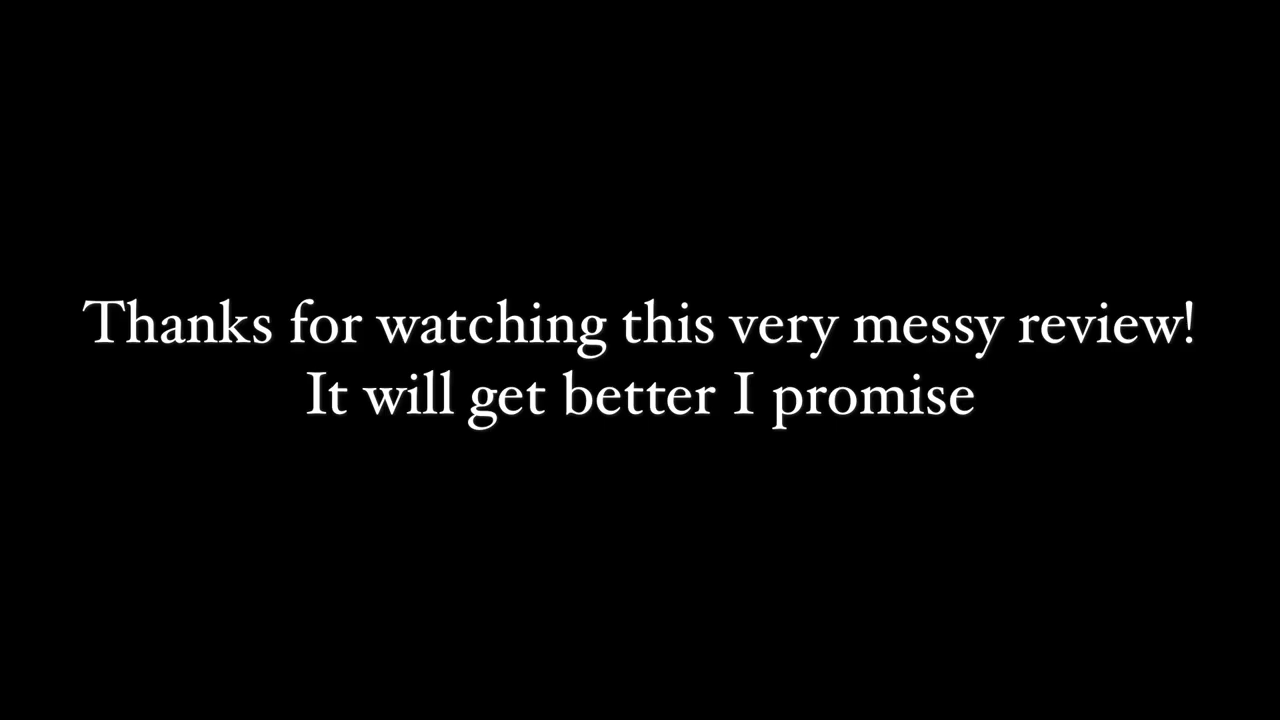 Thanks for watching this very messy review!
It will get better I promise